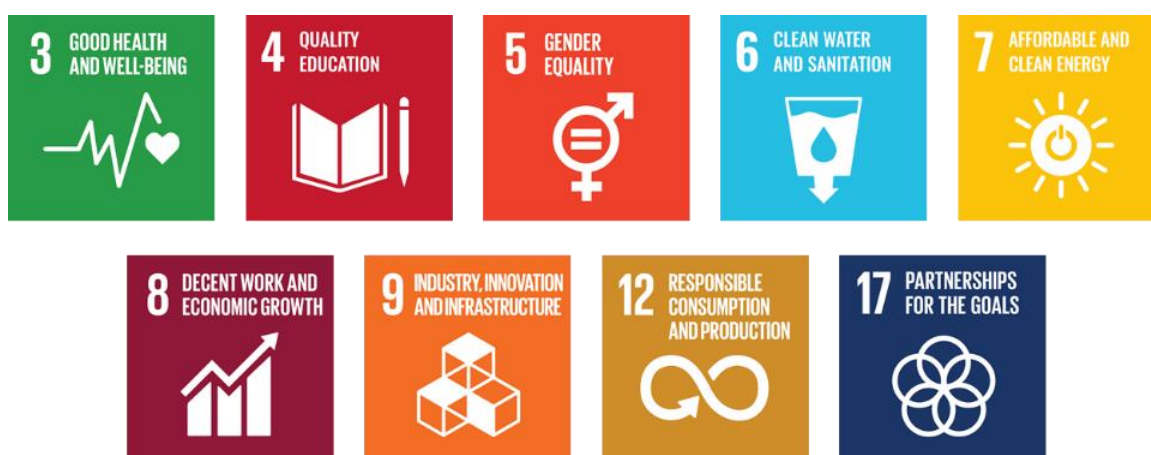 3 GOOD HEALTH
AND WELL-BEING
4 QUALITY
EDUCATION
5 GENDER
EQUALITY
6 CLEAN WATER
AND SANITATION
7 AFFORDABLE AND
CLEAN ENERGY
8 DECENT WORK AND
ECONOMIC GROWTH
9 INDUSTRY, INNOVATION
AND INFRASTRUCTURE
12 RESPONSIBLE
CONSUMPTION
AND PRODUCTION
17 PARTNERSHIPS
FOR THE GOALS